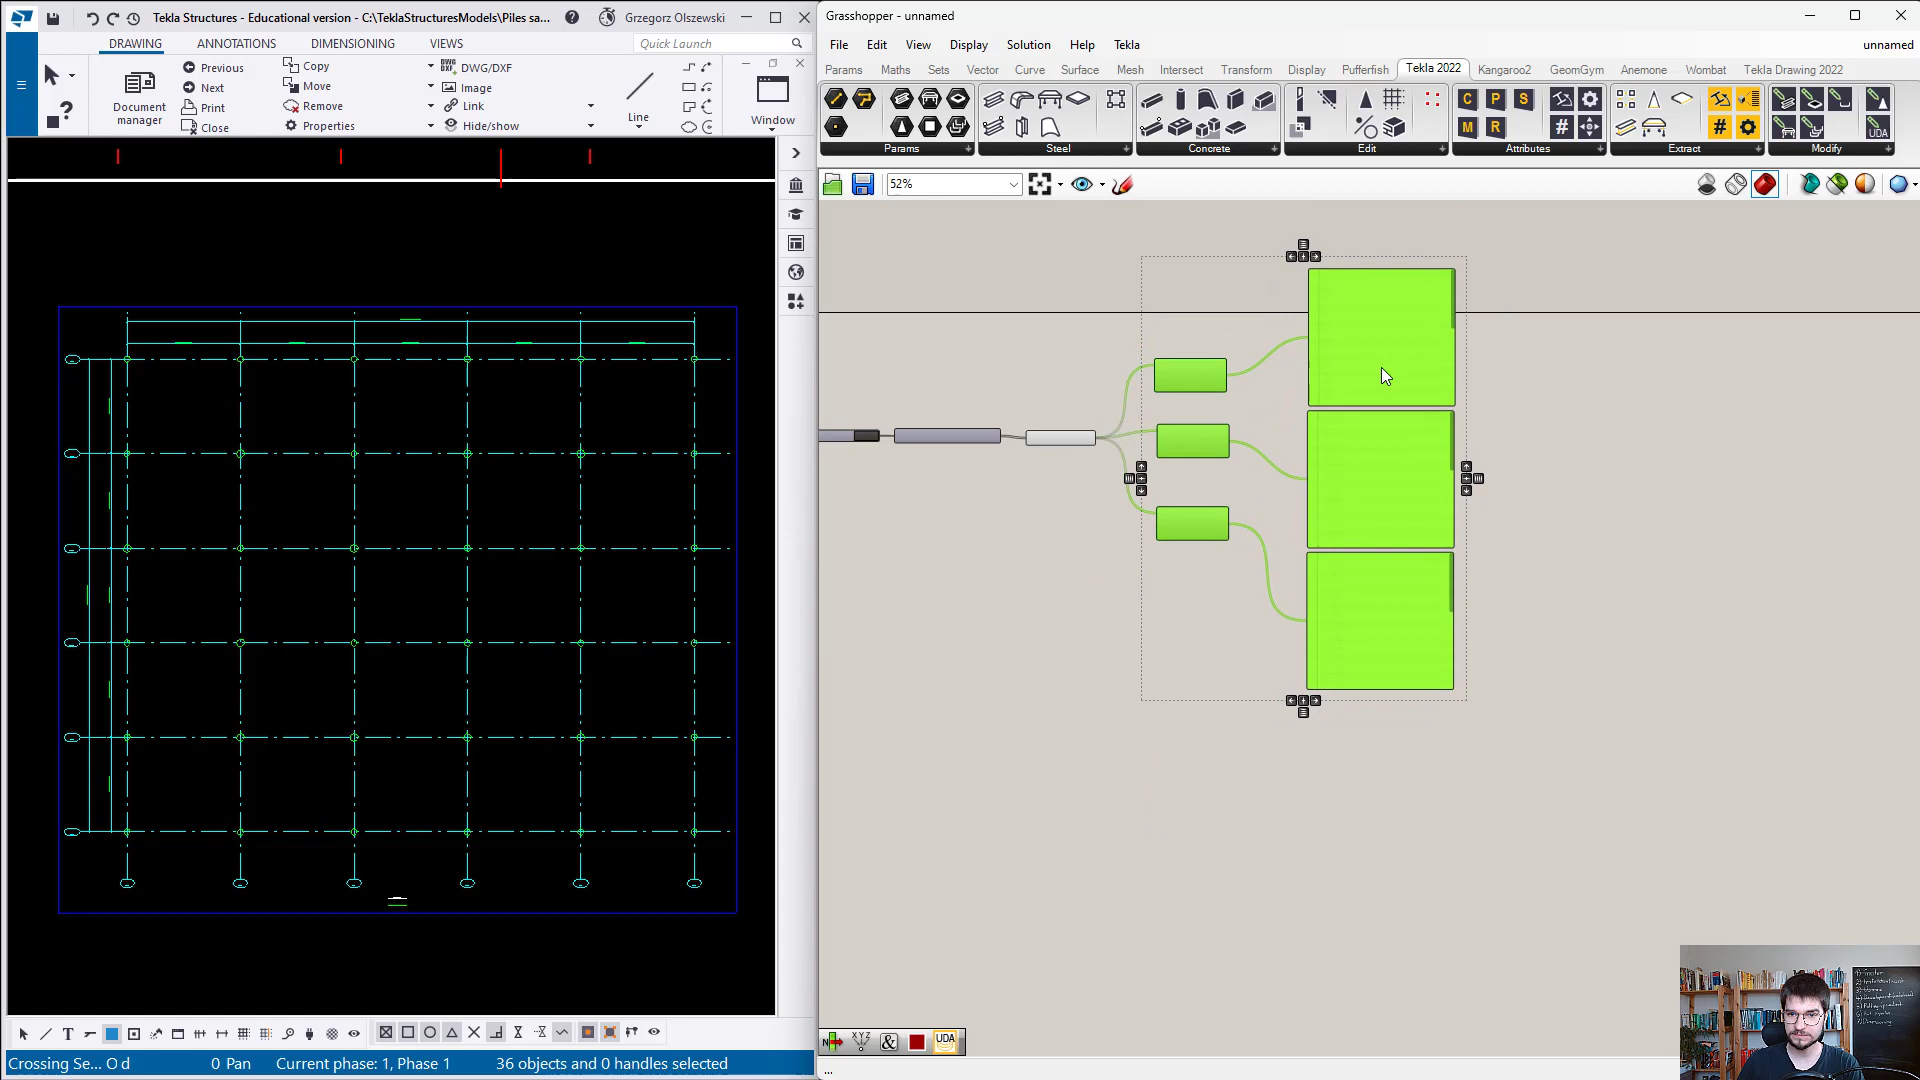 Tekla Structures - Educational version - C:\TeklaStructuresModels\Piles sa...
Grzegorz Olszewski
DRAWING
ANNOTATIONS
DIMENSIONING
VIEWS
Quick Launch
Document manager
Previous
Next
Print
Close
Copy
Move
Remove
Properties
DWG/DXF
Image
Link
Hide/show
Line
Window
Crossing Se... O d
0 Pan
Current phase: 1, Phase 1
36 objects and 0 handles selected
Grasshopper - unnamed
File Edit View Display Solution Help Tekla
unnamed
Params Maths Sets Vector Curve Surface Mesh Intersect Transform Display Pufferfish Tekla 2022 Kangaroo2 GeomGym Anemone Wombat Tekla Drawing 2022
C P S
M R
UDA
Params
Steel
Concrete
Edit
Attributes
Extract
Modify
52%
XYZ
UDA
...